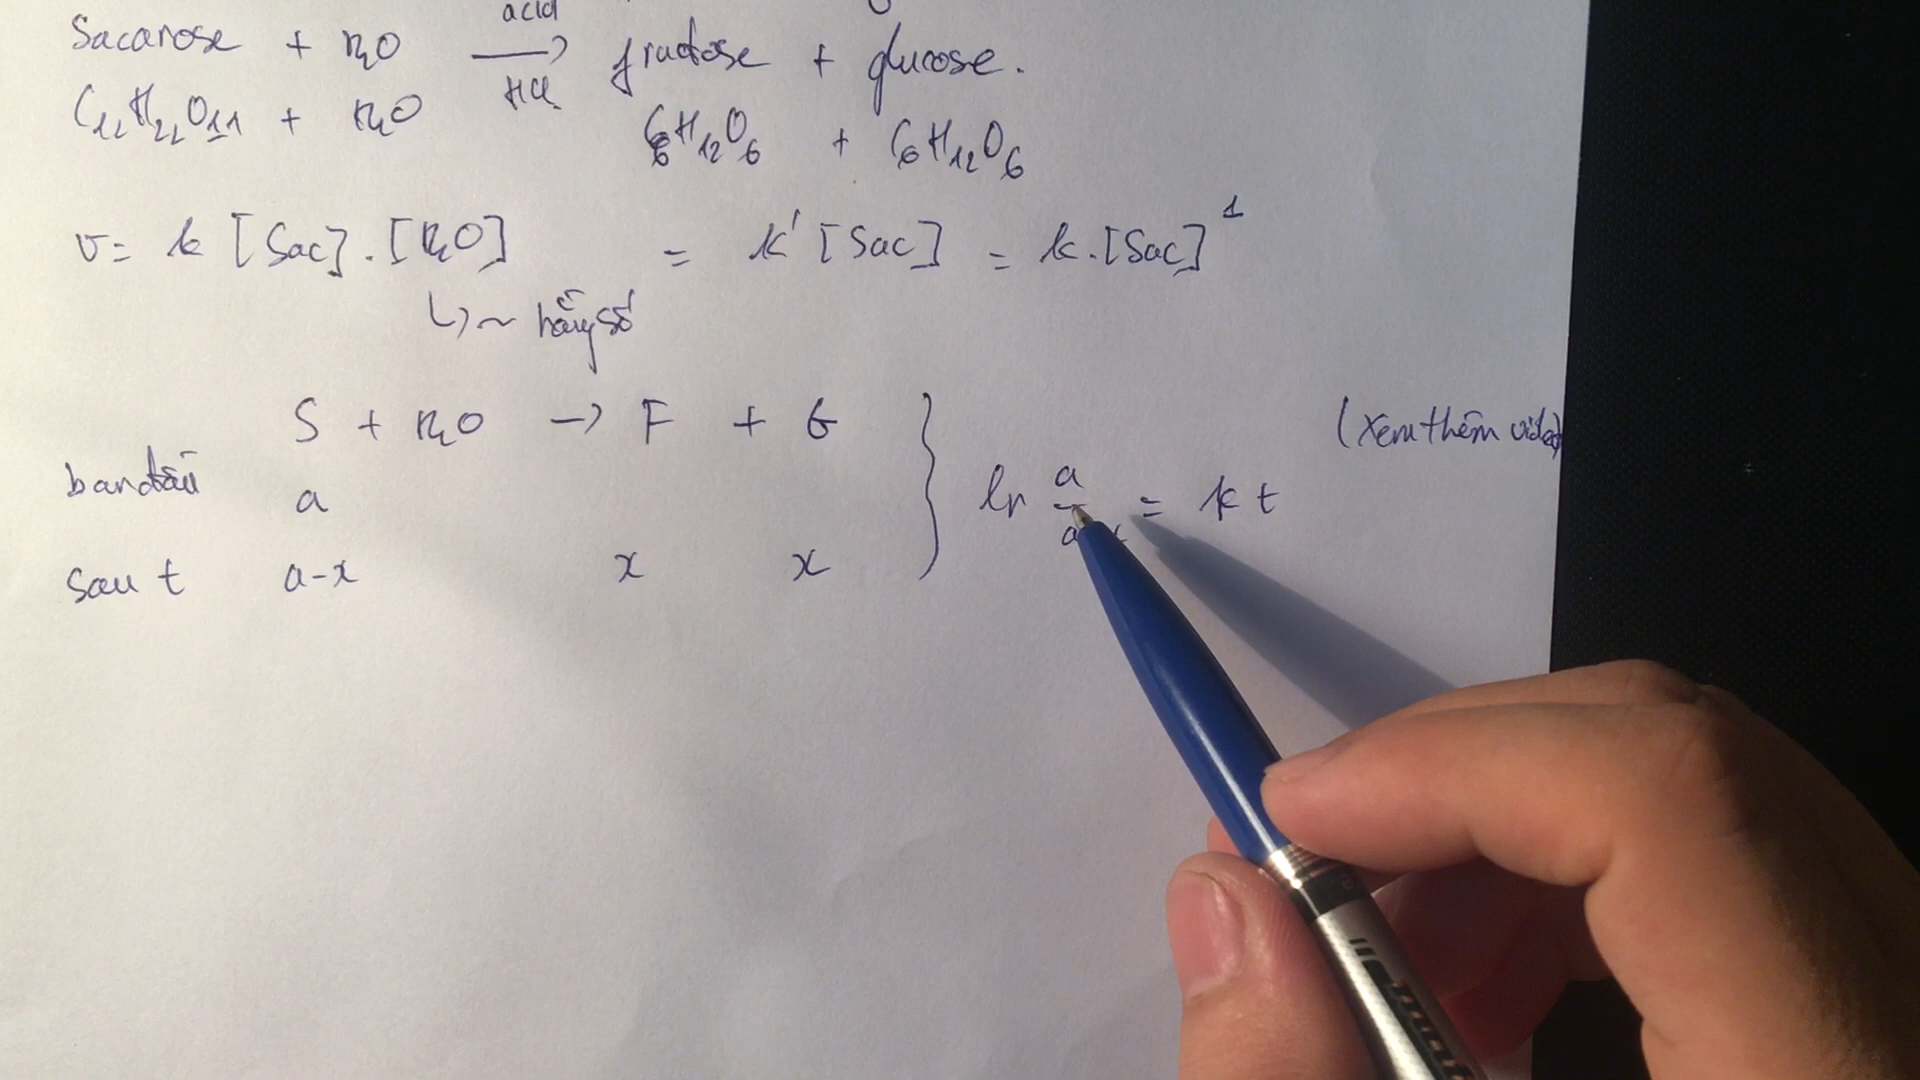 acid
Sacarose + H₂O ⟶ fructose + glucose.
HCl
C₁₂H₂₂O₁₁ + H₂O C₆H₁₂O₆ + C₆H₁₂O₆
v = k [Sac] . [H₂O] = k' [Sac] = k . [Sac]¹
↳ ~ hằng số
S + H₂O → F + G
(xem thêm video)
ban đầu a
ln a/a-x = k t
sau t a-x x x